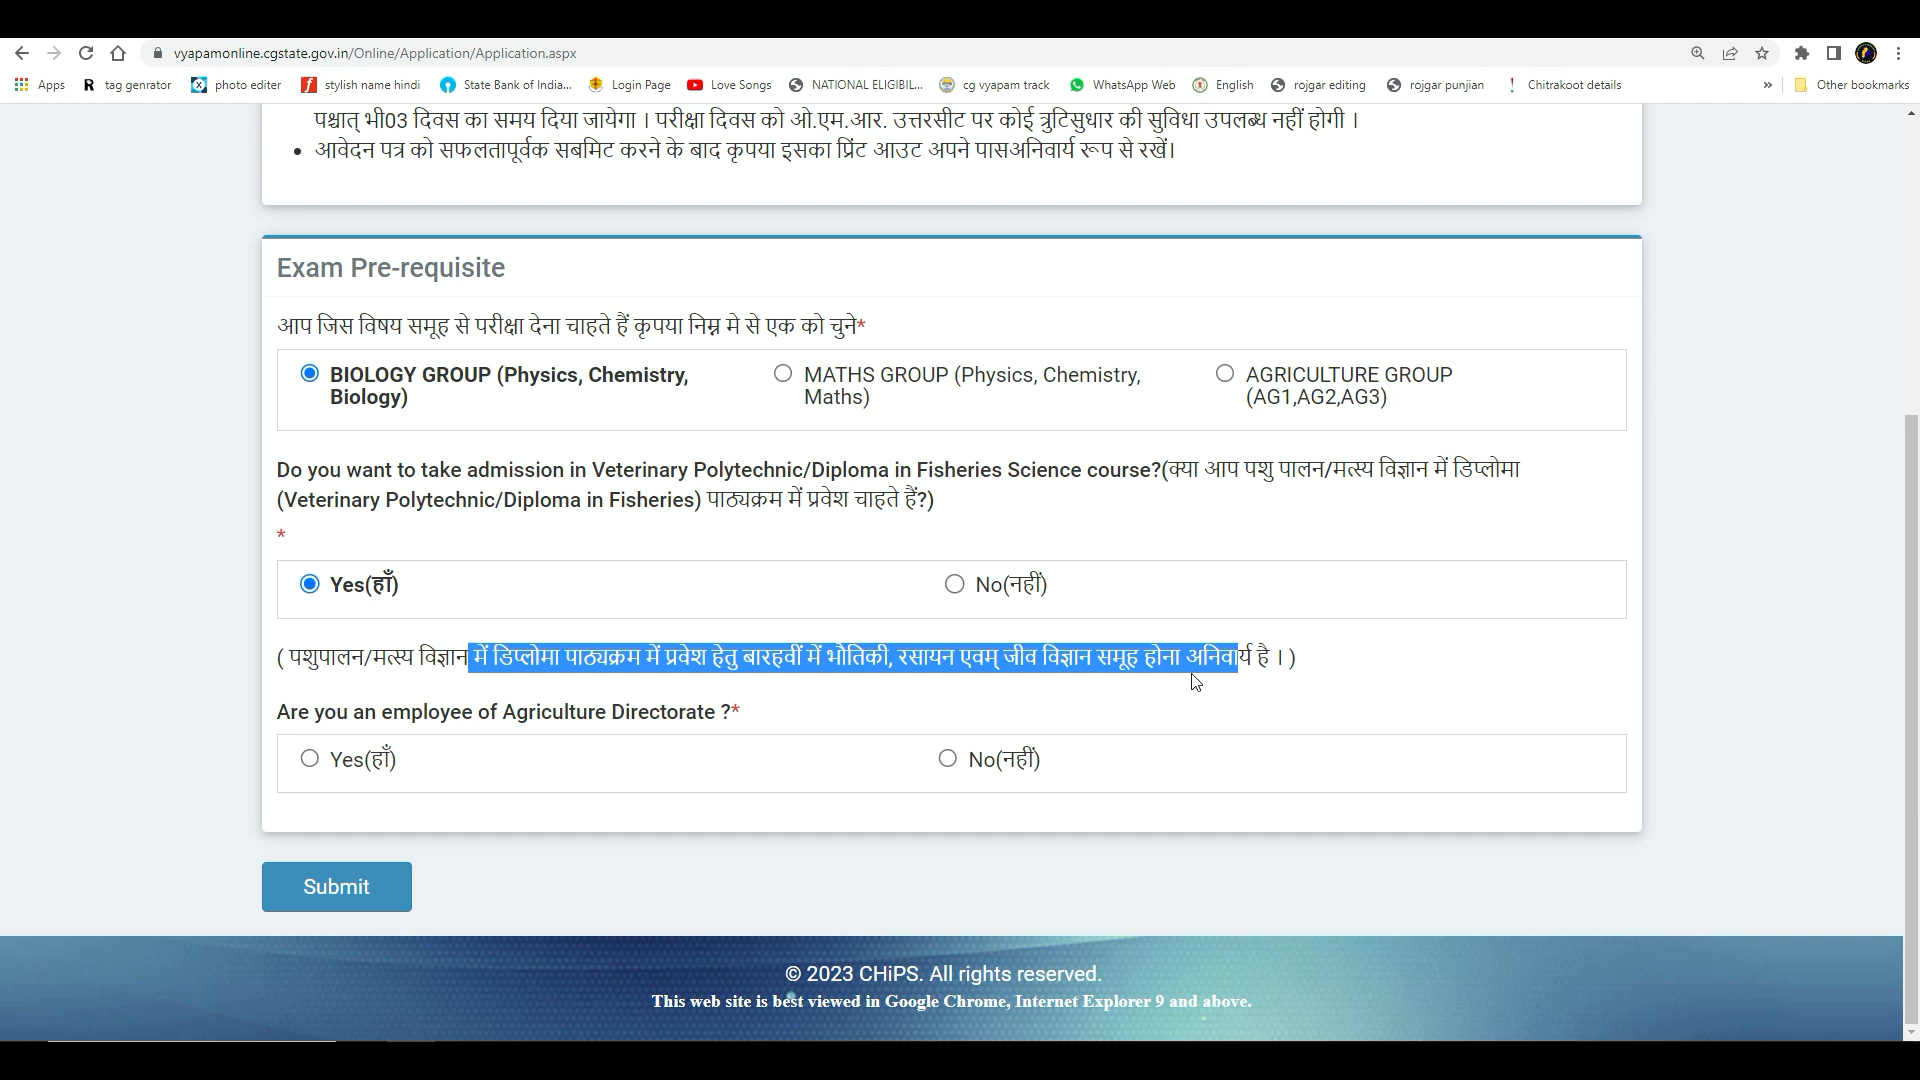 vyapamonline.cgstate.gov.in/Online/Application/Application.aspx
Apps R tag genrator photo editer stylish name hindi State Bank of India... Login Page Love Songs NATIONAL ELIGIBIL... cg vyapam track WhatsApp Web English rojgar editing rojgar punjian Chitrakoot details » Other bookmarks
पश्चात् भी03 दिवस का समय दिया जायेगा । परीक्षा दिवस को ओ.एम.आर. उत्तरसीट पर कोई त्रुटिसुधार की सुविधा उपलब्ध नहीं होगी ।
• आवेदन पत्र को सफलतापूर्वक सबमिट करने के बाद कृपया इसका प्रिंट आउट अपने पासअनिवार्य रूप से रखें।
Exam Pre-requisite
आप जिस विषय समूह से परीक्षा देना चाहते हैं कृपया निम्न मे से एक को चुने*
BIOLOGY GROUP (Physics, Chemistry, MATHS GROUP (Physics, Chemistry, AGRICULTURE GROUP
Biology) Maths) (AG1,AG2,AG3)
Do you want to take admission in Veterinary Polytechnic/Diploma in Fisheries Science course?(क्या आप पशु पालन/मत्स्य विज्ञान में डिप्लोमा
(Veterinary Polytechnic/Diploma in Fisheries) पाठ्यक्रम में प्रवेश चाहते हैं?)
*
Yes(हाँ) No(नहीं)
( पशुपालन/मत्स्य विज्ञान में डिप्लोमा पाठ्यक्रम में प्रवेश हेतु बारहवीं में भौतिकी, रसायन एवम् जीव विज्ञान समूह होना अनिवार्य है । )
Are you an employee of Agriculture Directorate ?*
Yes(हाँ) No(नहीं)
Submit
© 2023 CHiPS. All rights reserved.
This web site is best viewed in Google Chrome, Internet Explorer 9 and above.